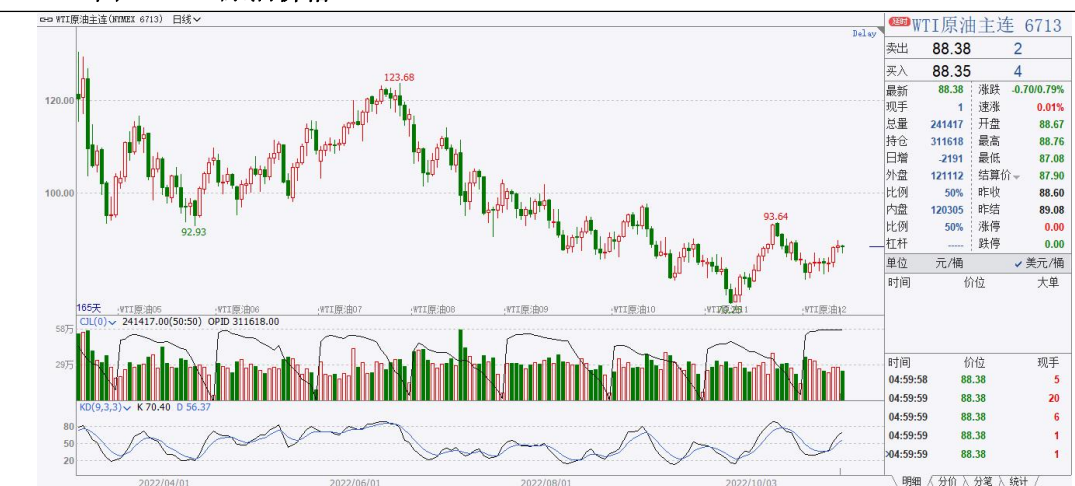 WTI原油主连(NYMEX 6713) 日线
Delay
123.68
120.00
100.00
92.93
93.64
165天 WTI原油05 WTI原油06 WTI原油07 WTI原油08 WTI原油09 WTI原油10 WTI原油11 WTI原油12
CJL(0) 241417.00(50:50) OPID 311618.00
58万
29万
KD(9,3,3) K 70.40 D 56.37
80
50
20
2022/04/01 2022/06/01 2022/08/01 2022/10/03
延时 WTI原油主连 6713
卖出 88.38 2
买入 88.35 4
最新 88.38 涨跌 -0.70/0.79%
现手 1 速涨 0.01%
总量 241417 开盘 88.67
持仓 311618 最高 88.76
日增 -2191 最低 87.08
外盘 121112 结算价 87.90
比例 50% 昨收 88.60
内盘 120305 昨结 89.08
比例 50% 涨停 0.00
杠杆 ----- 跌停 0.00
单位 元/桶 ✓美元/桶
时间 价位 大单
时间 价位 现手
04:59:58 88.38 5
04:59:59 88.38 20
04:59:59 88.38 6
04:59:59 88.38 1
04:59:59 88.38 1
明细 分价 分笔 统计